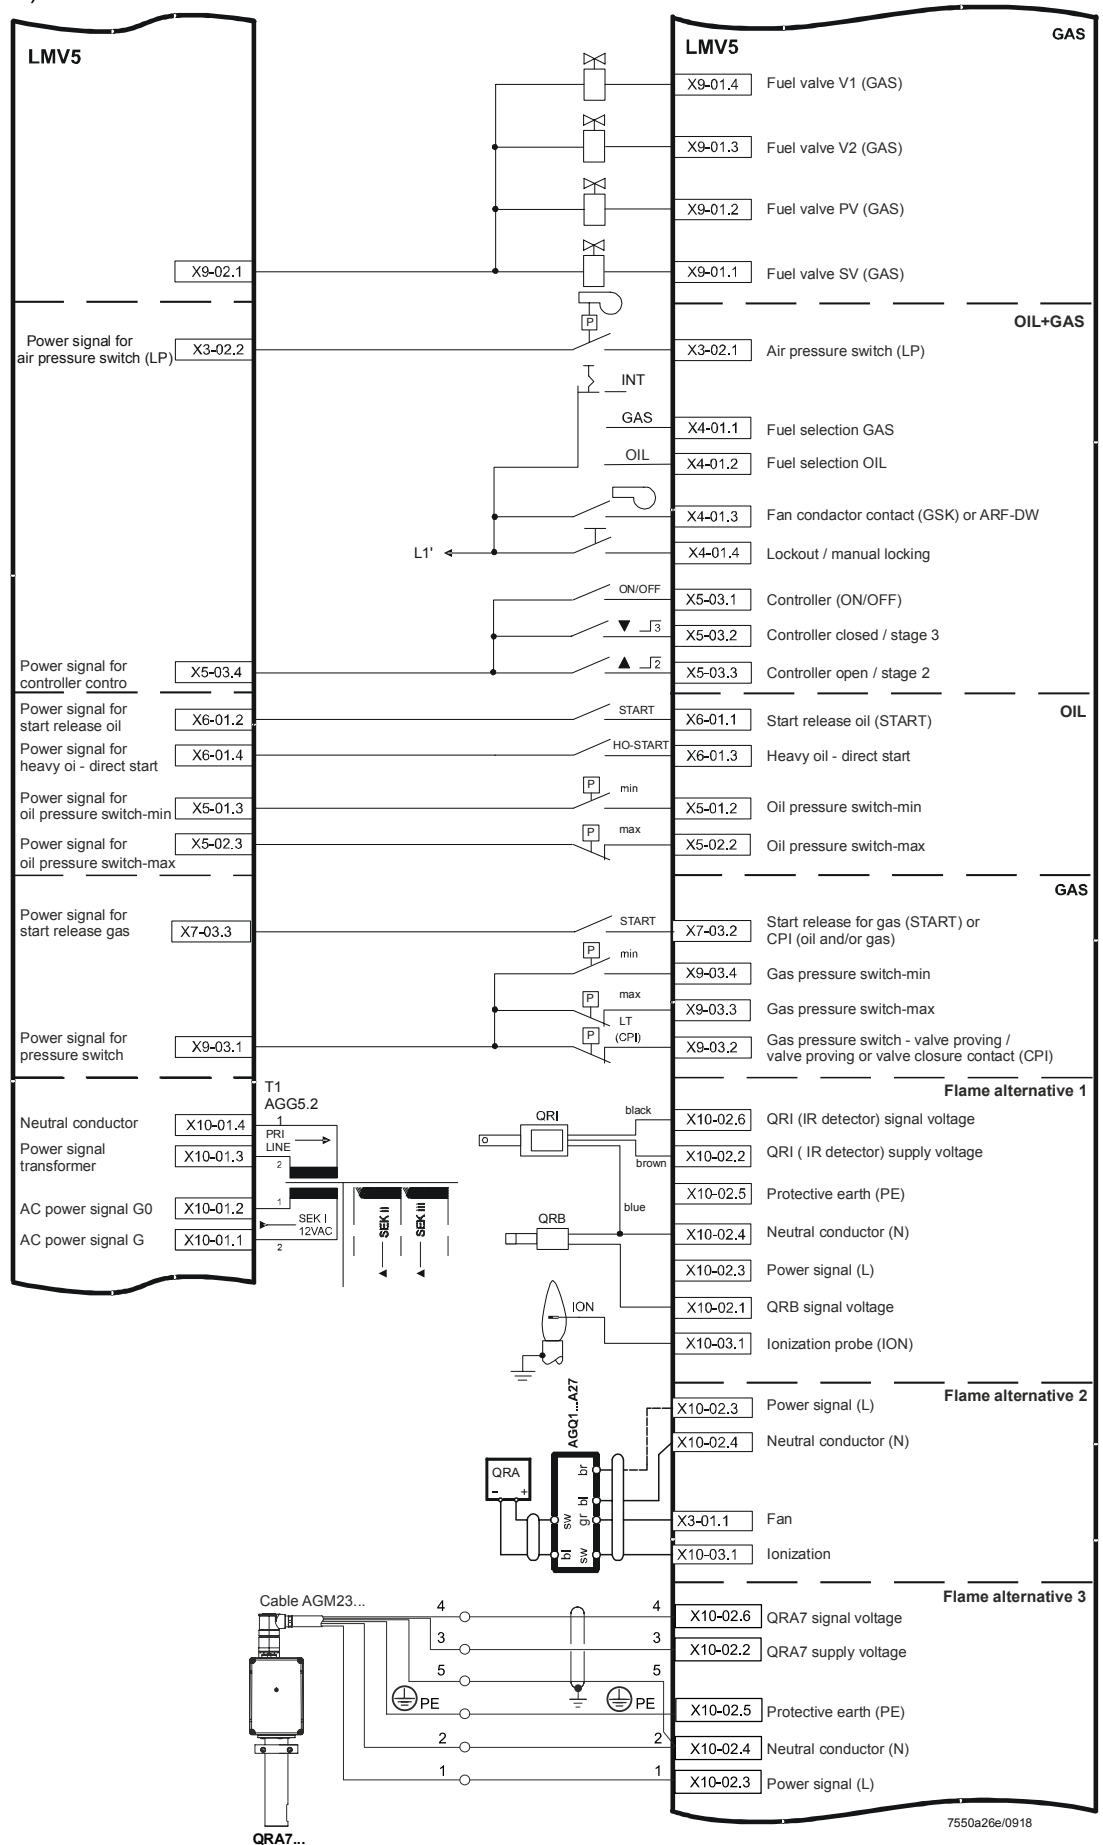 LMV5
LMV5
GAS
X9-01.4 Fuel valve V1 (GAS)
X9-01.3 Fuel valve V2 (GAS)
X9-01.2 Fuel valve PV (GAS)
X9-02.1
X9-01.1 Fuel valve SV (GAS)
OIL+GAS
Power signal for
air pressure switch (LP)
X3-02.2
P
X3-02.1 Air pressure switch (LP)
INT
GAS
X4-01.1 Fuel selection GAS
OIL
X4-01.2 Fuel selection OIL
X4-01.3 Fan condactor contact (GSK) or ARF-DW
L1'
X4-01.4 Lockout / manual locking
ON/OFF
X5-03.1 Controller (ON/OFF)
3
X5-03.2 Controller closed / stage 3
Power signal for
controller contro
X5-03.4
2
X5-03.3 Controller open / stage 2
OIL
Power signal for
start release oil
X6-01.2
START
X6-01.1 Start release oil (START)
Power signal for
heavy oi - direct start
X6-01.4
HO-START
X6-01.3 Heavy oil - direct start
Power signal for
oil pressure switch-min
X5-01.3
P
min
X5-01.2 Oil pressure switch-min
Power signal for
oil pressure switch-max
X5-02.3
P
max
X5-02.2 Oil pressure switch-max
GAS
Power signal for
start release gas
X7-03.3
START
X7-03.2 Start release for gas (START) or
CPI (oil and/or gas)
P
min
X9-03.4 Gas pressure switch-min
P
max
X9-03.3 Gas pressure switch-max
Power signal for
pressure switch
X9-03.1
P
LT
(CPI)
X9-03.2 Gas pressure switch - valve proving /
valve proving or valve closure contact (CPI)
Flame alternative 1
T1
AGG5.2
Neutral conductor
X10-01.4
1
PRI
LINE
Power signal
transformer
X10-01.3
2
AC power signal G0
X10-01.2
1
SEK I
12VAC
AC power signal G
X10-01.1
2
SEK II
SEK III
QRI
black
X10-02.6 QRI (IR detector) signal voltage
brown
X10-02.2 QRI ( IR detector) supply voltage
X10-02.5 Protective earth (PE)
blue
QRB
X10-02.4 Neutral conductor (N)
X10-02.3 Power signal (L)
X10-02.1 QRB signal voltage
ION
X10-03.1 Ionization probe (ION)
Flame alternative 2
AGQ1...A27
X10-02.3 Power signal (L)
X10-02.4 Neutral conductor (N)
QRA
- +
br
bl
sw gr
bl sw
X3-01.1 Fan
X10-03.1 Ionization
Flame alternative 3
Cable AGM23...
4 4 X10-02.6 QRA7 signal voltage
3 3 X10-02.2 QRA7 supply voltage
5 5
PE PE X10-02.5 Protective earth (PE)
2 2 X10-02.4 Neutral conductor (N)
1 1 X10-02.3 Power signal (L)
QRA7...
7550a26e/0918